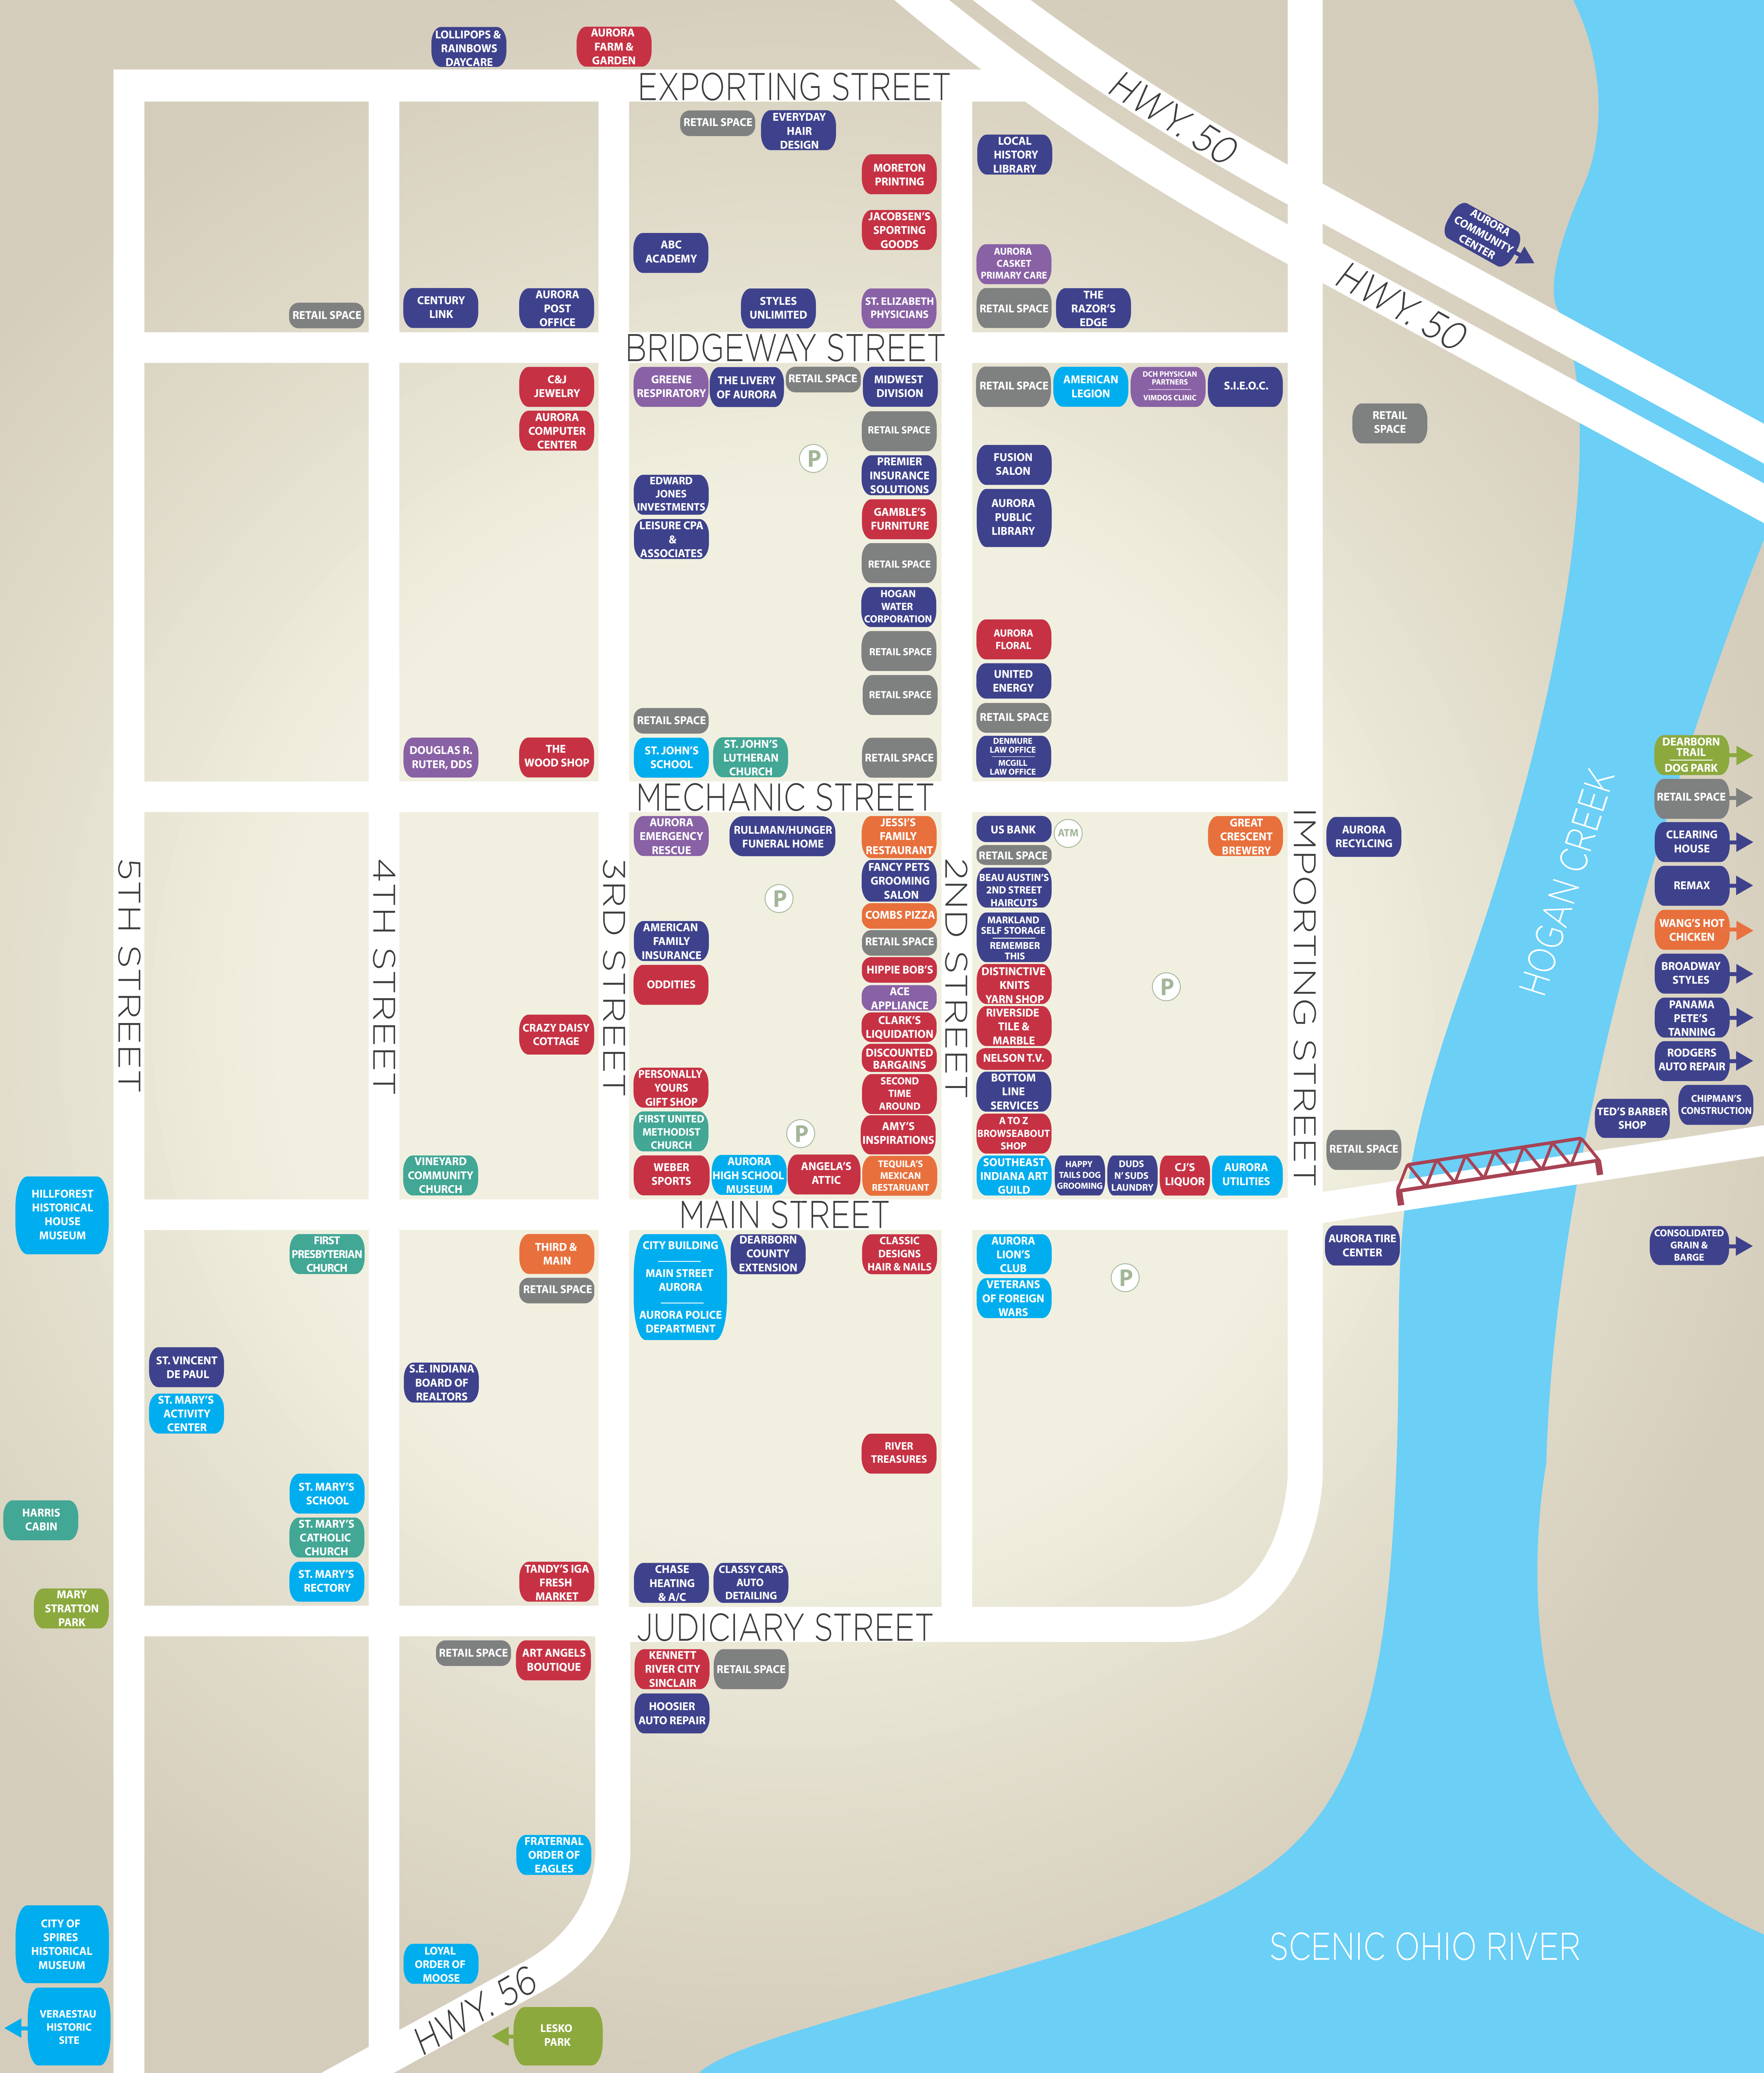 LOLLIPOPS &
RAINBOWS
DAYCARE
AURORA
FARM &
GARDEN
EXPORTING STREET
HWY. 50
HWY. 50
RETAIL SPACE
EVERYDAY
HAIR
DESIGN
MORETON
PRINTING
JACOBSEN'S
SPORTING
GOODS
ABC
ACADEMY
STYLES
UNLIMITED
ST. ELIZABETH
PHYSICIANS
LOCAL
HISTORY
LIBRARY
AURORA
CASKET
PRIMARY CARE
RETAIL SPACE
THE
RAZOR'S
EDGE
AURORA
COMMUNITY
CENTER
RETAIL SPACE
CENTURY
LINK
AURORA
POST
OFFICE
BRIDGEWAY STREET
C&J
JEWELRY
AURORA
COMPUTER
CENTER
GREENE
RESPIRATORY
THE LIVERY
OF AURORA
RETAIL SPACE
MIDWEST
DIVISION
RETAIL SPACE
P
PREMIER
INSURANCE
SOLUTIONS
EDWARD
JONES
INVESTMENTS
LEISURE CPA
&
ASSOCIATES
GAMBLE'S
FURNITURE
RETAIL SPACE
HOGAN
WATER
CORPORATION
RETAIL SPACE
RETAIL SPACE
RETAIL SPACE
ST. JOHN'S
SCHOOL
ST. JOHN'S
LUTHERAN
CHURCH
RETAIL SPACE
RETAIL SPACE
AMERICAN
LEGION
DCH PHYSICIAN
PARTNERS
VIMDOS CLINIC
S.I.E.O.C.
RETAIL
SPACE
FUSION
SALON
AURORA
PUBLIC
LIBRARY
AURORA
FLORAL
UNITED
ENERGY
RETAIL SPACE
DENMURE
LAW OFFICE
MCGILL
LAW OFFICE
DOUGLAS R.
RUTER, DDS
THE
WOOD SHOP
MECHANIC STREET
5TH STREET
4TH STREET
3RD STREET
2ND STREET
IMPORTING STREET
HOGAN CREEK
AURORA
EMERGENCY
RESCUE
RULLMAN/HUNGER
FUNERAL HOME
JESSI'S
FAMILY
RESTAURANT
FANCY PETS
GROOMING
SALON
P
COMBS PIZZA
RETAIL SPACE
AMERICAN
FAMILY
INSURANCE
HIPPIE BOB'S
ODDITIES
ACE
APPLIANCE
CLARK'S
LIQUIDATION
CRAZY DAISY
COTTAGE
DISCOUNTED
BARGAINS
PERSONALLY
YOURS
GIFT SHOP
SECOND
TIME
AROUND
FIRST UNITED
METHODIST
CHURCH
P
AMY'S
INSPIRATIONS
VINEYARD
COMMUNITY
CHURCH
WEBER
SPORTS
AURORA
HIGH SCHOOL
MUSEUM
ANGELA'S
ATTIC
TEQUILA'S
MEXICAN
RESTARUANT
US BANK
ATM
GREAT
CRESCENT
BREWERY
AURORA
RECYLCING
RETAIL SPACE
BEAU AUSTIN'S
2ND STREET
HAIRCUTS
MARKLAND
SELF STORAGE
REMEMBER
THIS
DISTINCTIVE
KNITS
YARN SHOP
P
RIVERSIDE
TILE &
MARBLE
NELSON T.V.
BOTTOM
LINE
SERVICES
A TO Z
BROWSEABOUT
SHOP
SOUTHEAST
INDIANA ART
GUILD
HAPPY
TAILS DOG
GROOMING
DUDS
N' SUDS
LAUNDRY
CJ'S
LIQUOR
AURORA
UTILITIES
RETAIL SPACE
DEARBORN
TRAIL
DOG PARK
RETAIL SPACE
CLEARING
HOUSE
REMAX
WANG'S HOT
CHICKEN
BROADWAY
STYLES
PANAMA
PETE'S
TANNING
RODGERS
AUTO REPAIR
TED'S BARBER
SHOP
CHIPMAN'S
CONSTRUCTION
MAIN STREET
HILLFOREST
HISTORICAL
HOUSE
MUSEUM
FIRST
PRESBYTERIAN
CHURCH
THIRD &
MAIN
RETAIL SPACE
CITY BUILDING
MAIN STREET
AURORA
AURORA POLICE
DEPARTMENT
DEARBORN
COUNTY
EXTENSION
CLASSIC
DESIGNS
HAIR & NAILS
AURORA
LION'S
CLUB
VETERANS
OF FOREIGN
WARS
P
AURORA TIRE
CENTER
CONSOLIDATED
GRAIN &
BARGE
ST. VINCENT
DE PAUL
ST. MARY'S
ACTIVITY
CENTER
S.E. INDIANA
BOARD OF
REALTORS
RIVER
TREASURES
ST. MARY'S
SCHOOL
ST. MARY'S
CATHOLIC
CHURCH
ST. MARY'S
RECTORY
HARRIS
CABIN
MARY
STRATTON
PARK
TANDY'S IGA
FRESH
MARKET
CHASE
HEATING
& A/C
CLASSY CARS
AUTO
DETAILING
JUDICIARY STREET
RETAIL SPACE
ART ANGELS
BOUTIQUE
KENNETT
RIVER CITY
SINCLAIR
RETAIL SPACE
HOOSIER
AUTO REPAIR
FRATERNAL
ORDER OF
EAGLES
CITY OF
SPIRES
HISTORICAL
MUSEUM
LOYAL
ORDER OF
MOOSE
SCENIC OHIO RIVER
HWY. 56
VERAESTAU
HISTORIC
SITE
LESKO
PARK